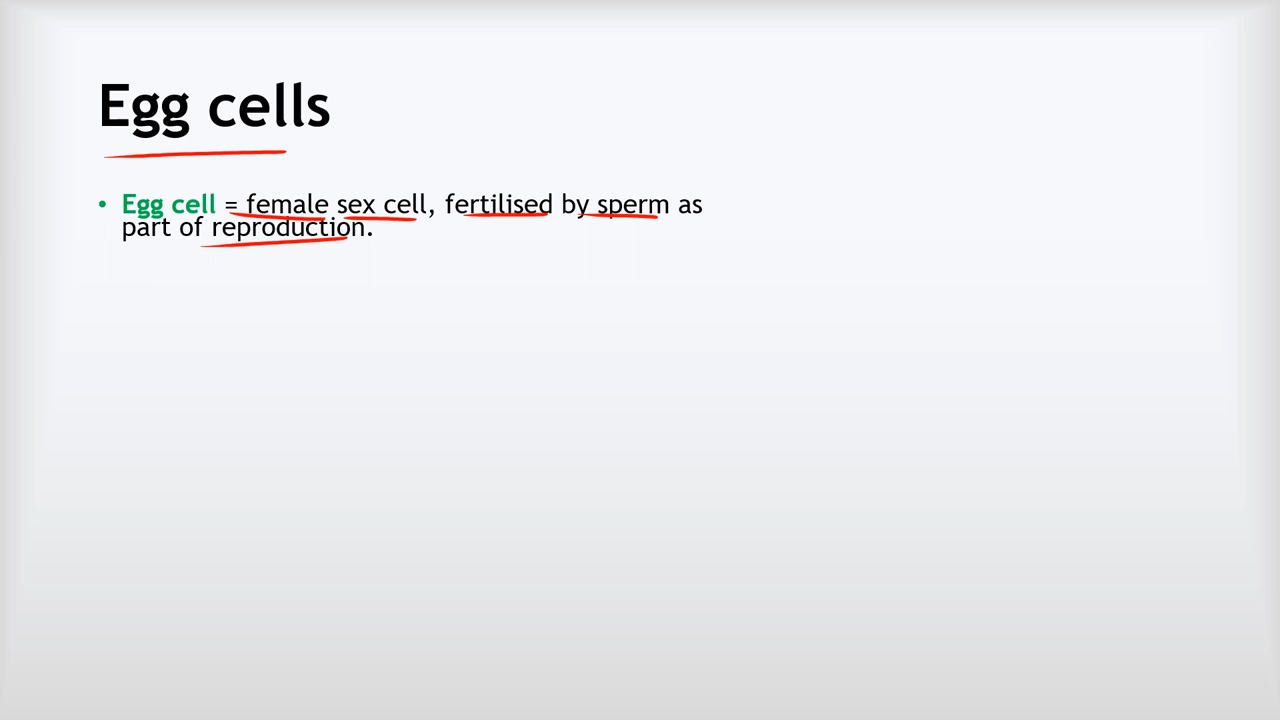 Egg cells
• Egg cell = female sex cell, fertilised by sperm as
part of reproduction.